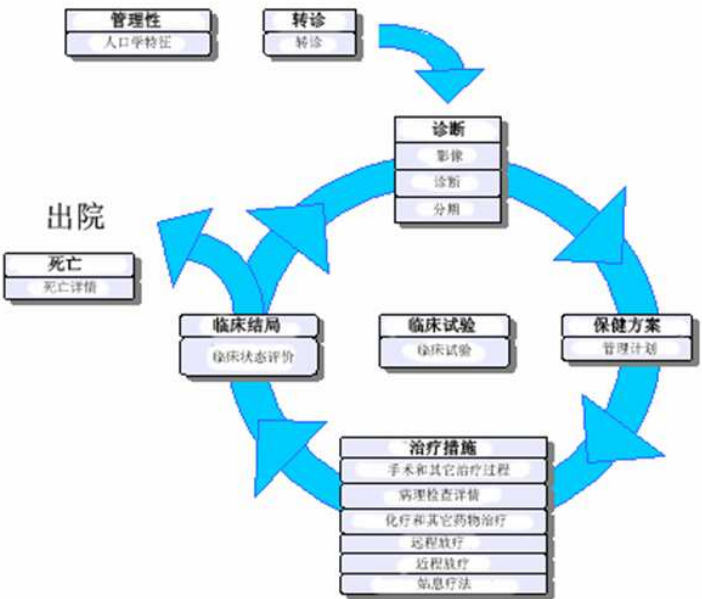 管理性
人口学特征
转诊
转诊
诊断
影像
诊断
分期
出院
死亡
死亡详情
临床结局
临床状态评价
临床试验
临床试验
保健方案
管理计划
治疗措施
手术和其它治疗过程
病理检查详情
化疗和其它药物治疗
远程放疗
近程放疗
姑息疗法